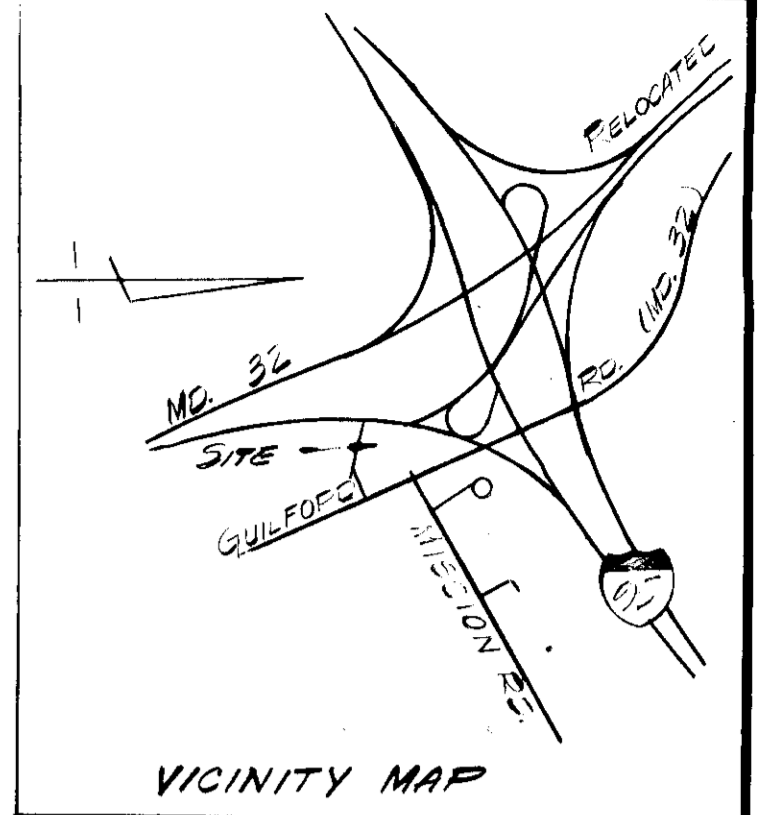 RELOCATED
MD. 32
(MD. 32)
RD.
SITE
GUILFORD
MISSION RD.
95
VICINITY MAP